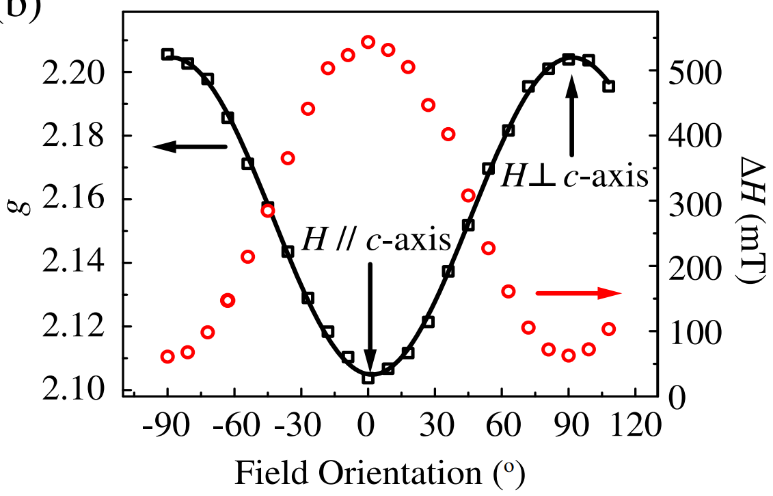 (b)
2.20
2.18
2.16
2.14
2.12
2.10
g
500
400
300
200
100
0
ΔH (mT)
H⊥c-axis
H // c-axis
-90 -60 -30 0 30 60 90 120
Field Orientation (º)